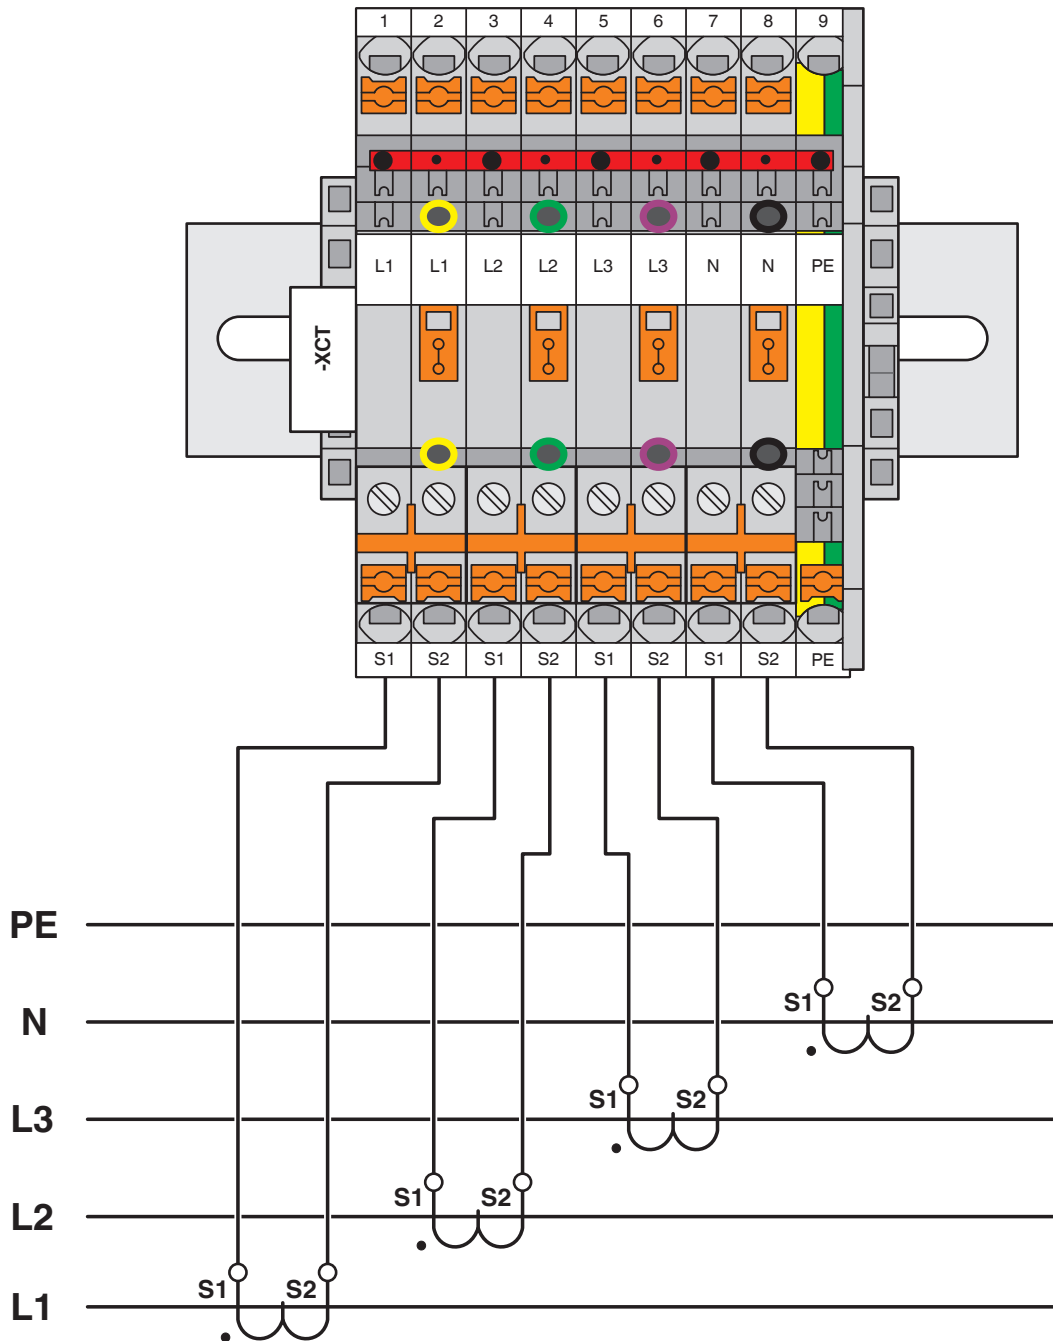 1 2 3 4 5 6 7 8 9
L1 L1 L2 L2 L3 L3 N N PE
-XCT
S1 S2 S1 S2 S1 S2 S1 S2 PE
PE
N S1 S2
L3 S1 S2
L2 S1 S2
L1 S1 S2